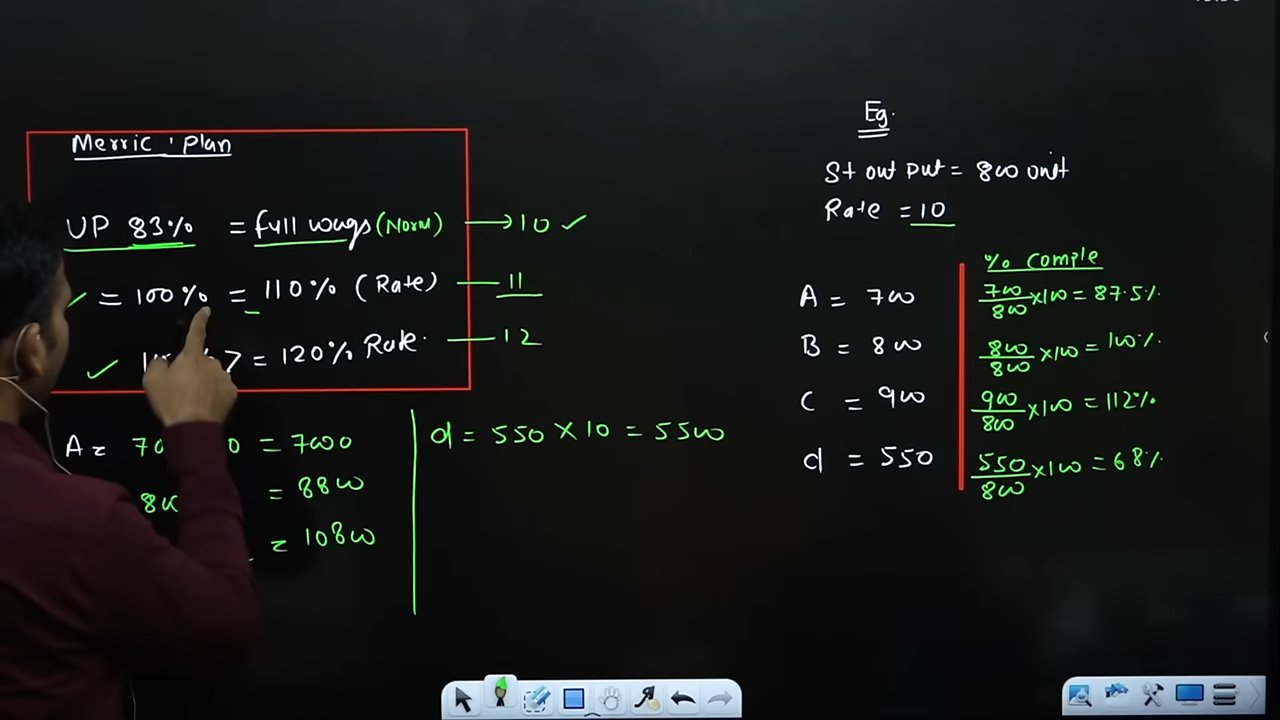 Merric Plan
UP 83% = full wags (Norm) → 10 ✓
✓ = 100% = 110% (Rate) — 11
✓ > = 120% Rate. — 12
A = 70 0 = 7000
80 = 8800
= 10800
d = 550 × 10 = 5500
Eg.
St out put = 800 unit
Rate = 10
% comple
A = 700 700/800 ×100 = 87.5%
B = 800 800/800 ×100 = 100%
C = 900 900/800 ×100 = 112%
d = 550 550/800 ×100 = 68%